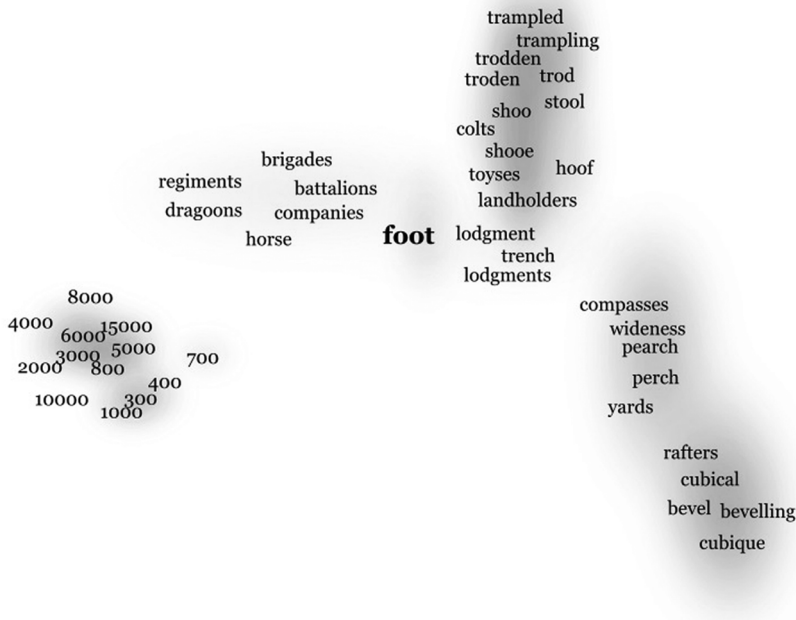 trampled
trampling
trodden
troden trod
shoo stool
colts
shooe
toyses hoof
landholders
brigades
regiments battalions
dragoons companies
horse foot lodgment
trench
lodgments
8000
4000 15000
6000
3000 5000
2000 800 700
400
10000 300
1000
compasses
wideness
pearch
perch
yards
rafters
cubical
bevel bevelling
cubique